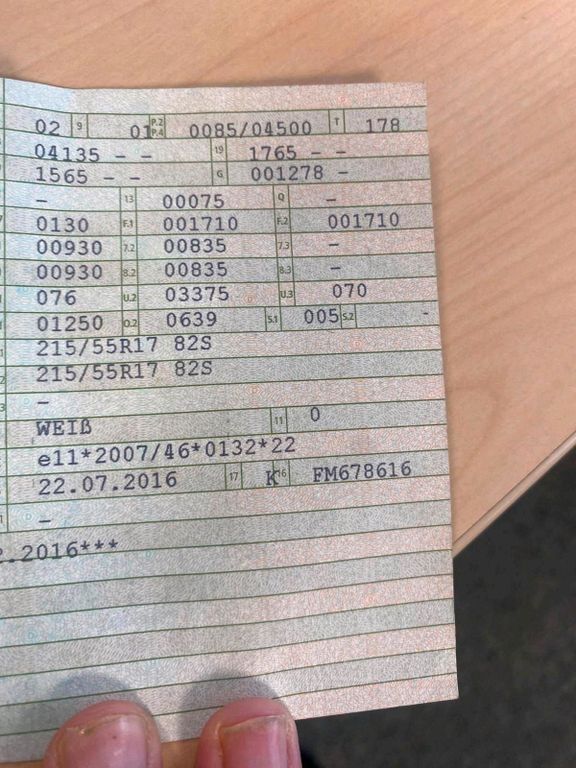 02 9 01 P.2 P.4 0085/04500 T 178
04135 - - 19 1765 - -
1565 - - G 001278 -
- 13 00075 Q -
0130 F.1 001710 F.2 001710
00930 7.2 00835 7.3 -
00930 8.2 00835 8.3 -
076 U.2 03375 U.3 070
01250 O.2 0639 S.1 005 S.2 -
215/55R17 82S
215/55R17 82S
-
WEIß 11 0
e11*2007/46*0132*22
22.07.2016 17 K 16 FM678616
-
.2016***